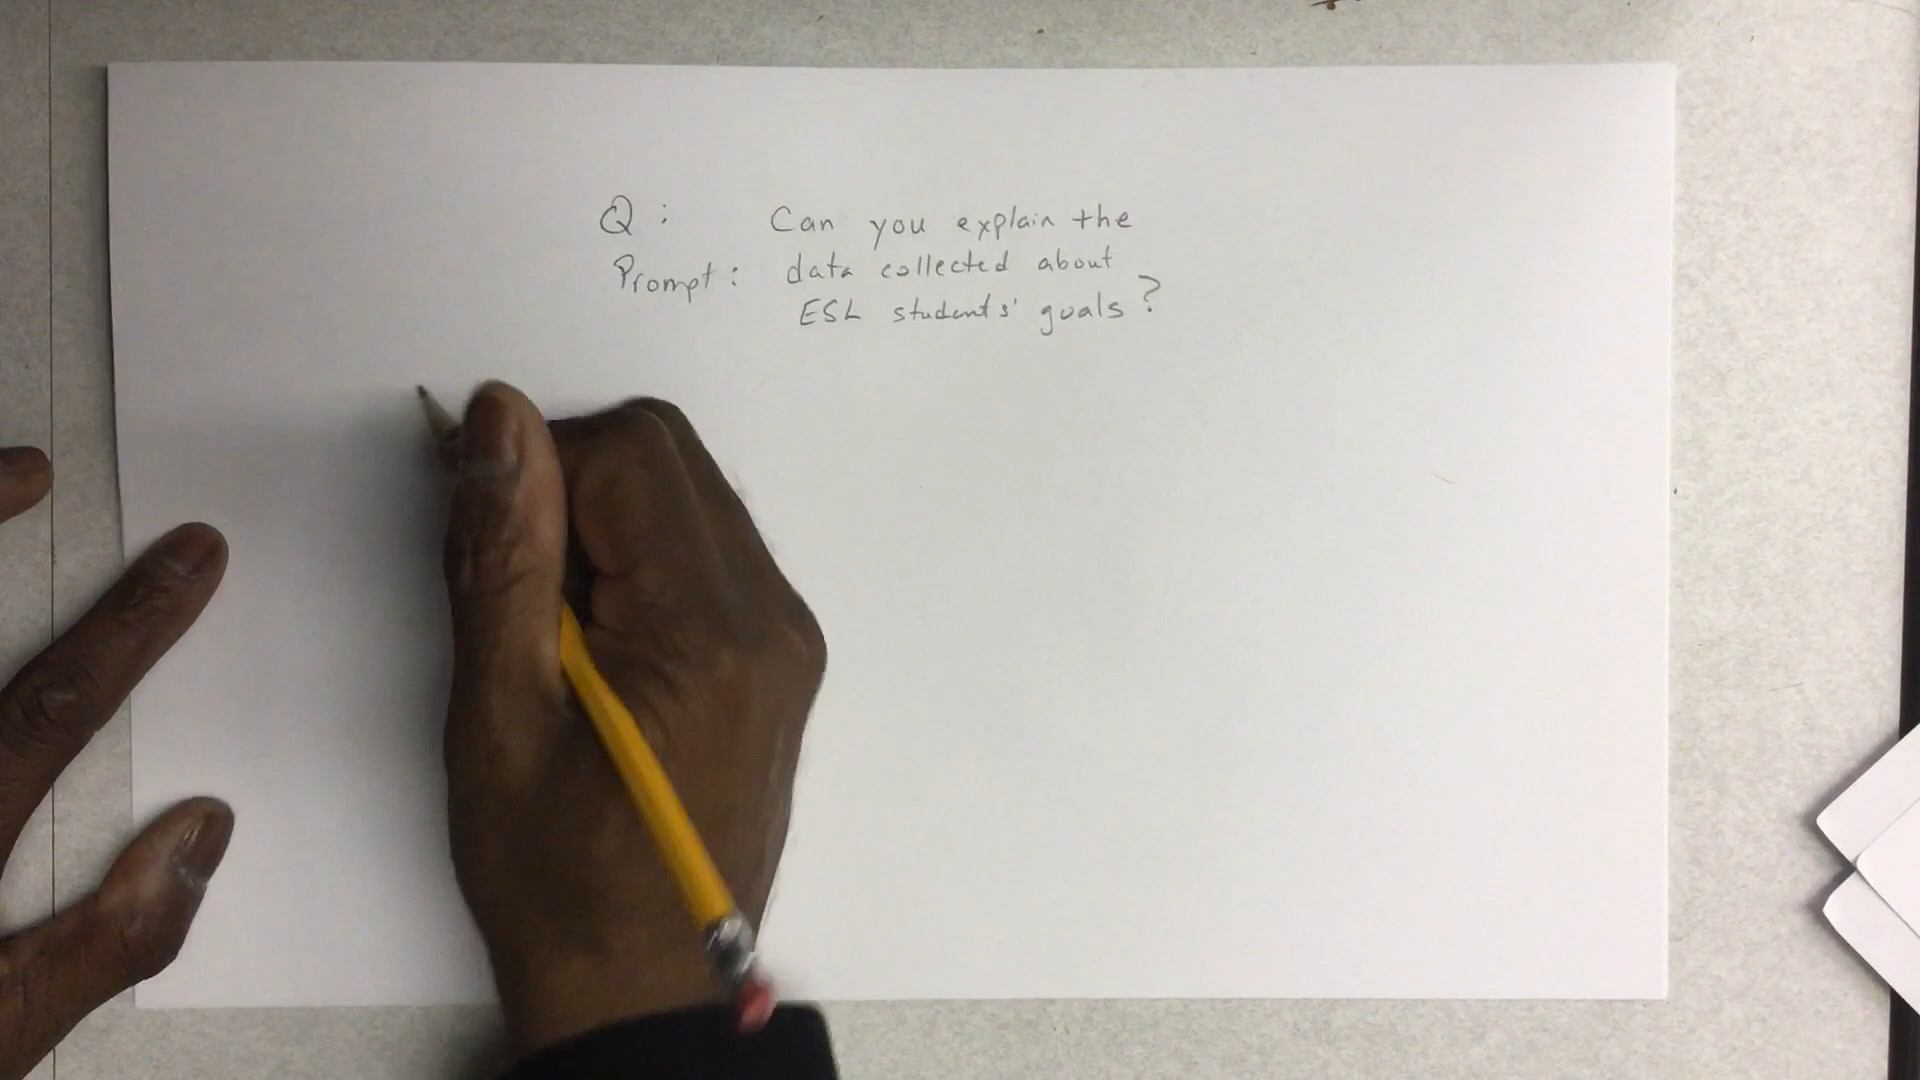 Q : Can you explain the
Prompt : data collected about
ESL students' goals ?